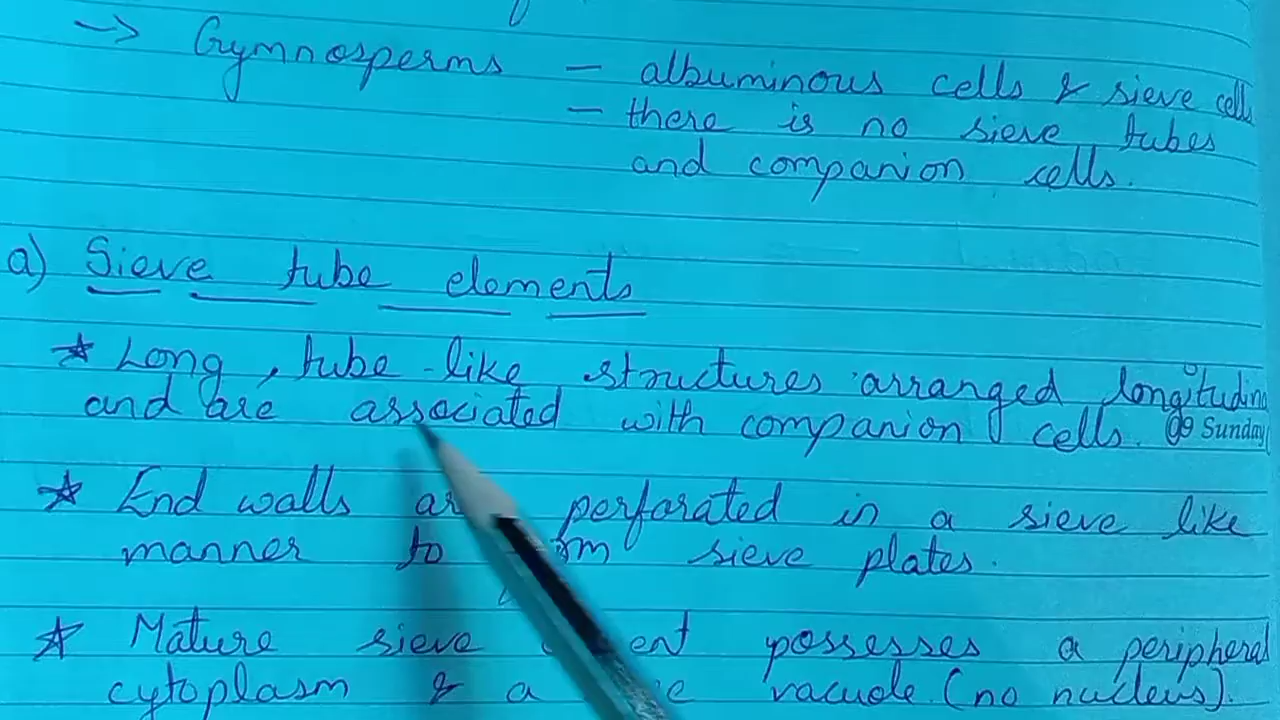 → Gymnosperms - albuminous cells & sieve cells
- there is no sieve tubes
and companion cells.
a) Sieve tube elements
* Long, tube-like structures arranged
and are associated with companion cells. 09 Sunday
* End walls perforated in a sieve like
manner to sieve plates.
* Mature sieve possesses a peripheral
cytoplasm & a vacuole (no nucleus).